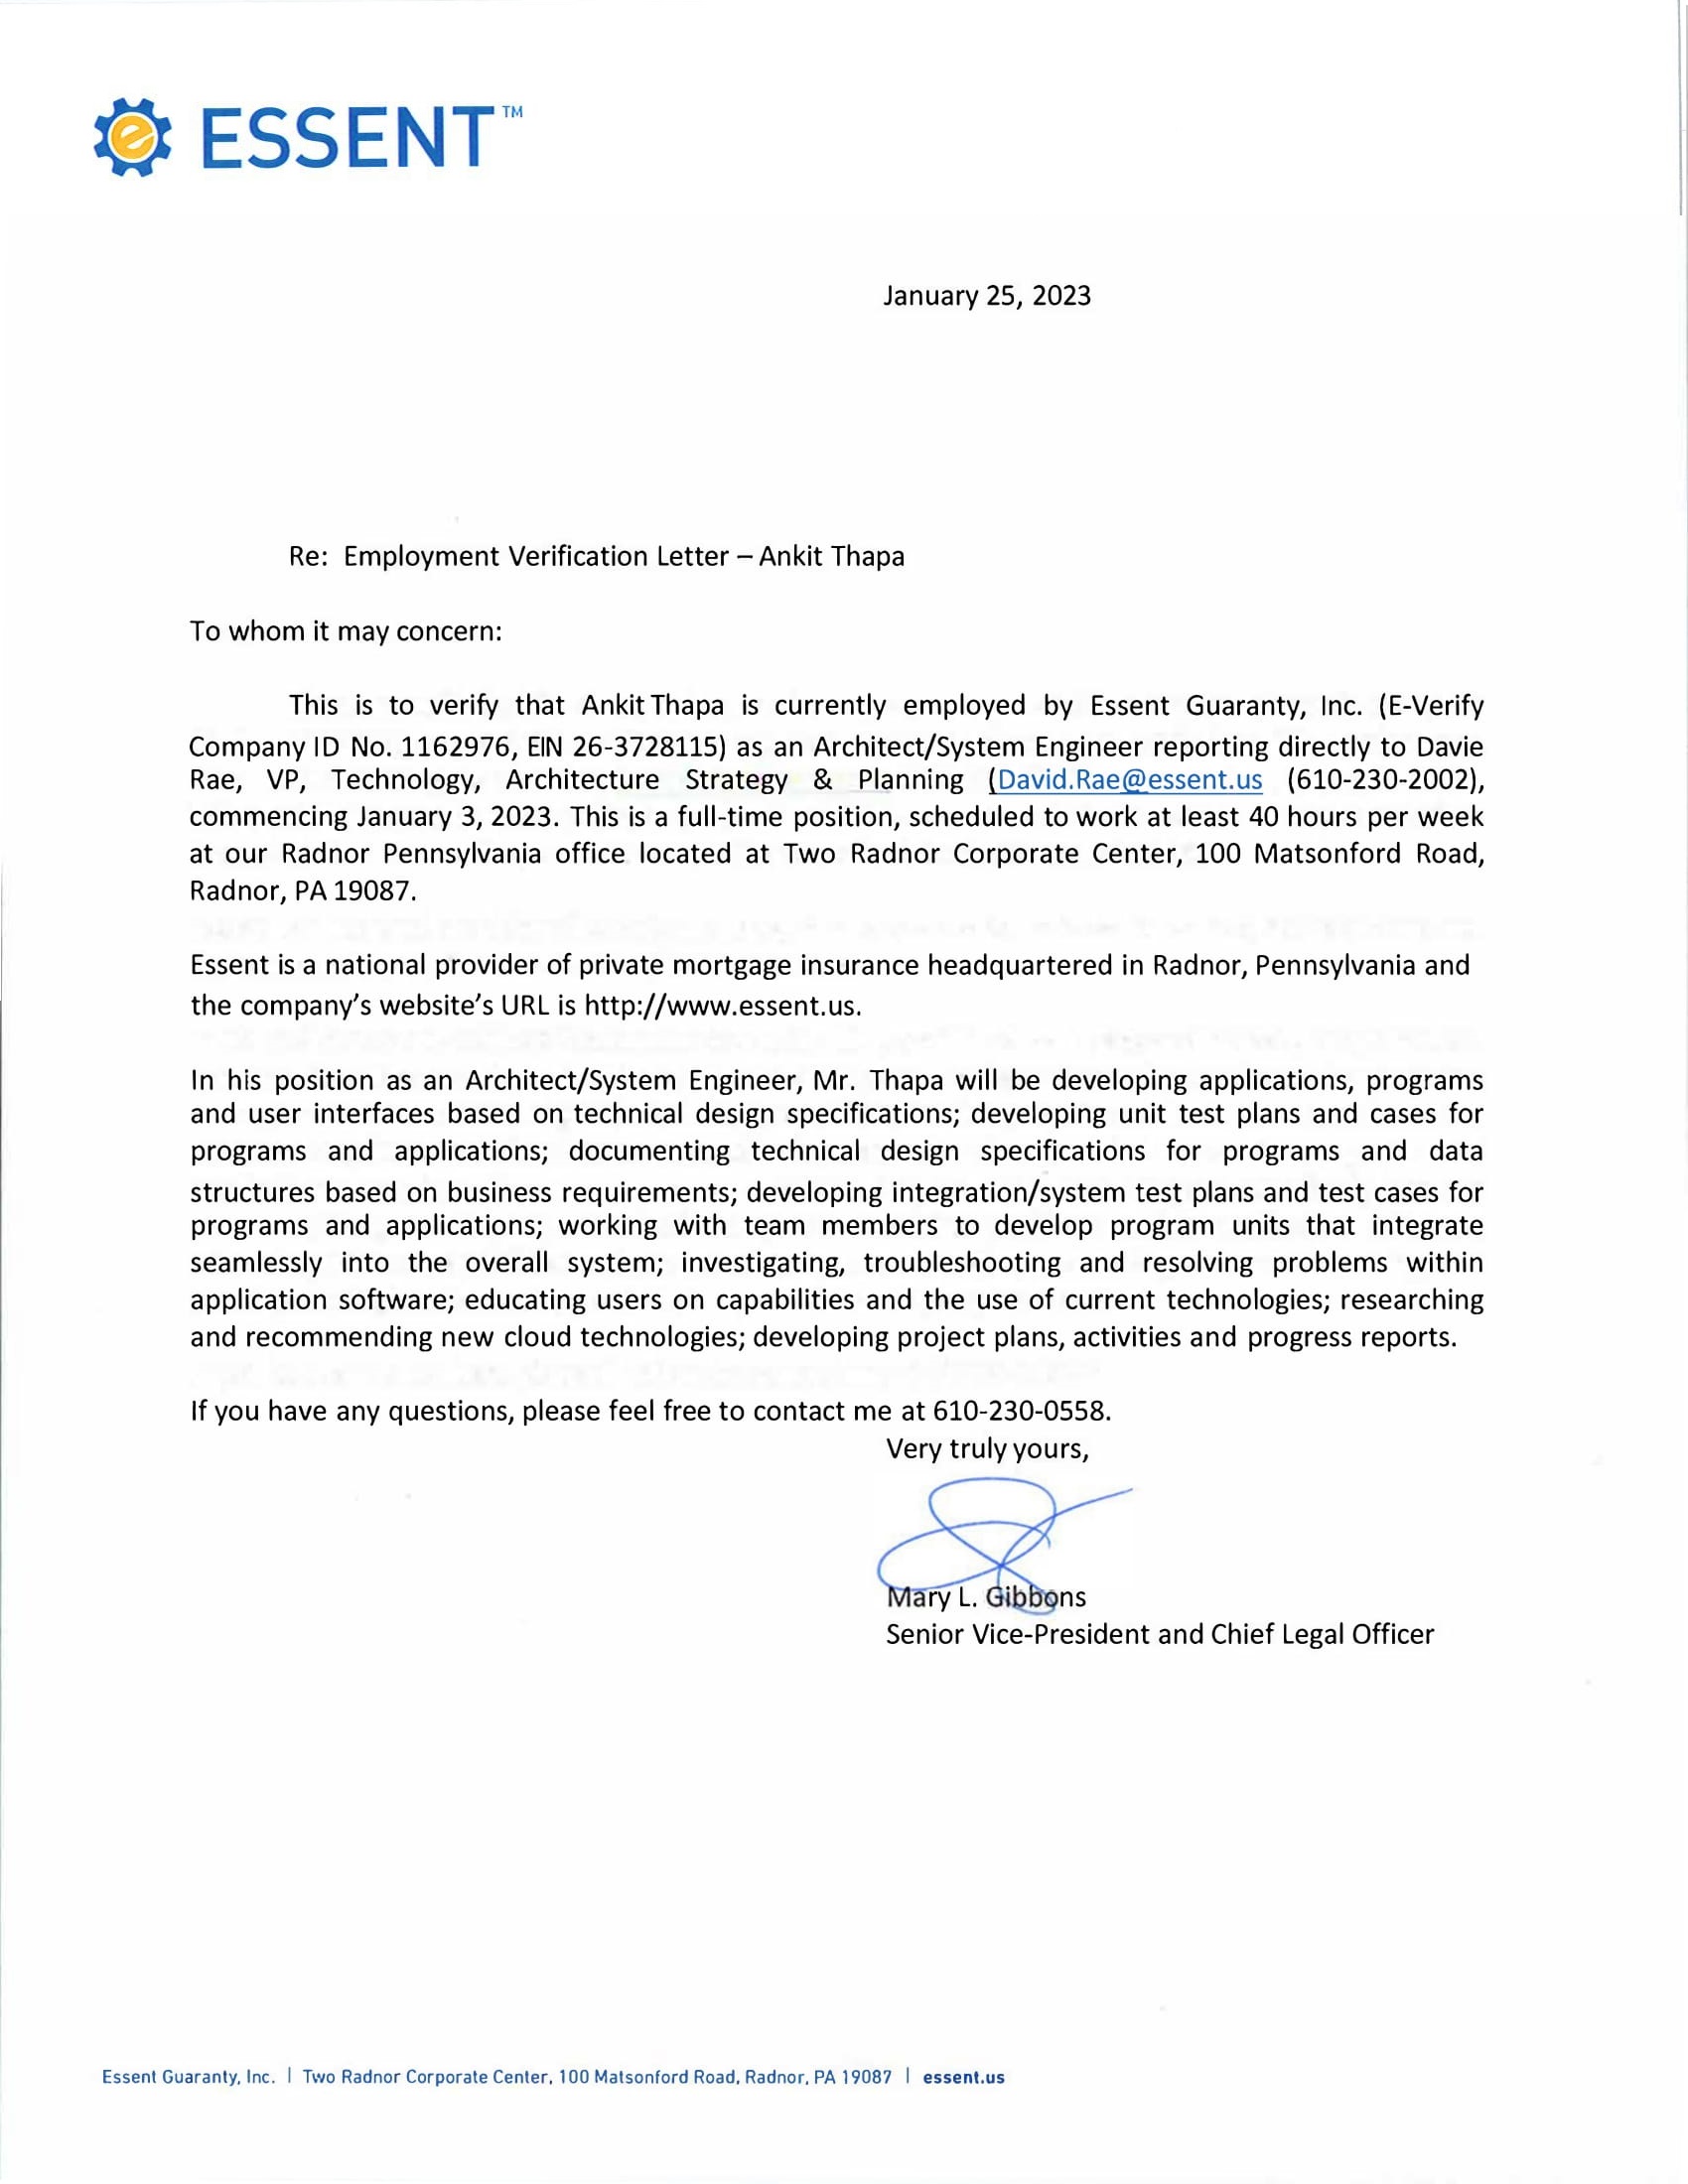 ESSENT™
January 25, 2023
Re: Employment Verification Letter – Ankit Thapa
To whom it may concern:
This is to verify that Ankit Thapa is currently employed by Essent Guaranty, Inc. (E-Verify
Company ID No. 1162976, EIN 26-3728115) as an Architect/System Engineer reporting directly to Davie
Rae, VP, Technology, Architecture Strategy & Planning (David.Rae@essent.us (610-230-2002),
commencing January 3, 2023. This is a full-time position, scheduled to work at least 40 hours per week
at our Radnor Pennsylvania office located at Two Radnor Corporate Center, 100 Matsonford Road,
Radnor, PA 19087.
Essent is a national provider of private mortgage insurance headquartered in Radnor, Pennsylvania and
the company's website's URL is http://www.essent.us.
In his position as an Architect/System Engineer, Mr. Thapa will be developing applications, programs
and user interfaces based on technical design specifications; developing unit test plans and cases for
programs and applications; documenting technical design specifications for programs and data
structures based on business requirements; developing integration/system test plans and test cases for
programs and applications; working with team members to develop program units that integrate
seamlessly into the overall system; investigating, troubleshooting and resolving problems within
application software; educating users on capabilities and the use of current technologies; researching
and recommending new cloud technologies; developing project plans, activities and progress reports.
If you have any questions, please feel free to contact me at 610-230-0558.
Very truly yours,
Mary L. Gibbons
Senior Vice-President and Chief Legal Officer
Essent Guaranty, Inc. | Two Radnor Corporate Center, 100 Matsonford Road, Radnor, PA 19087 | essent.us